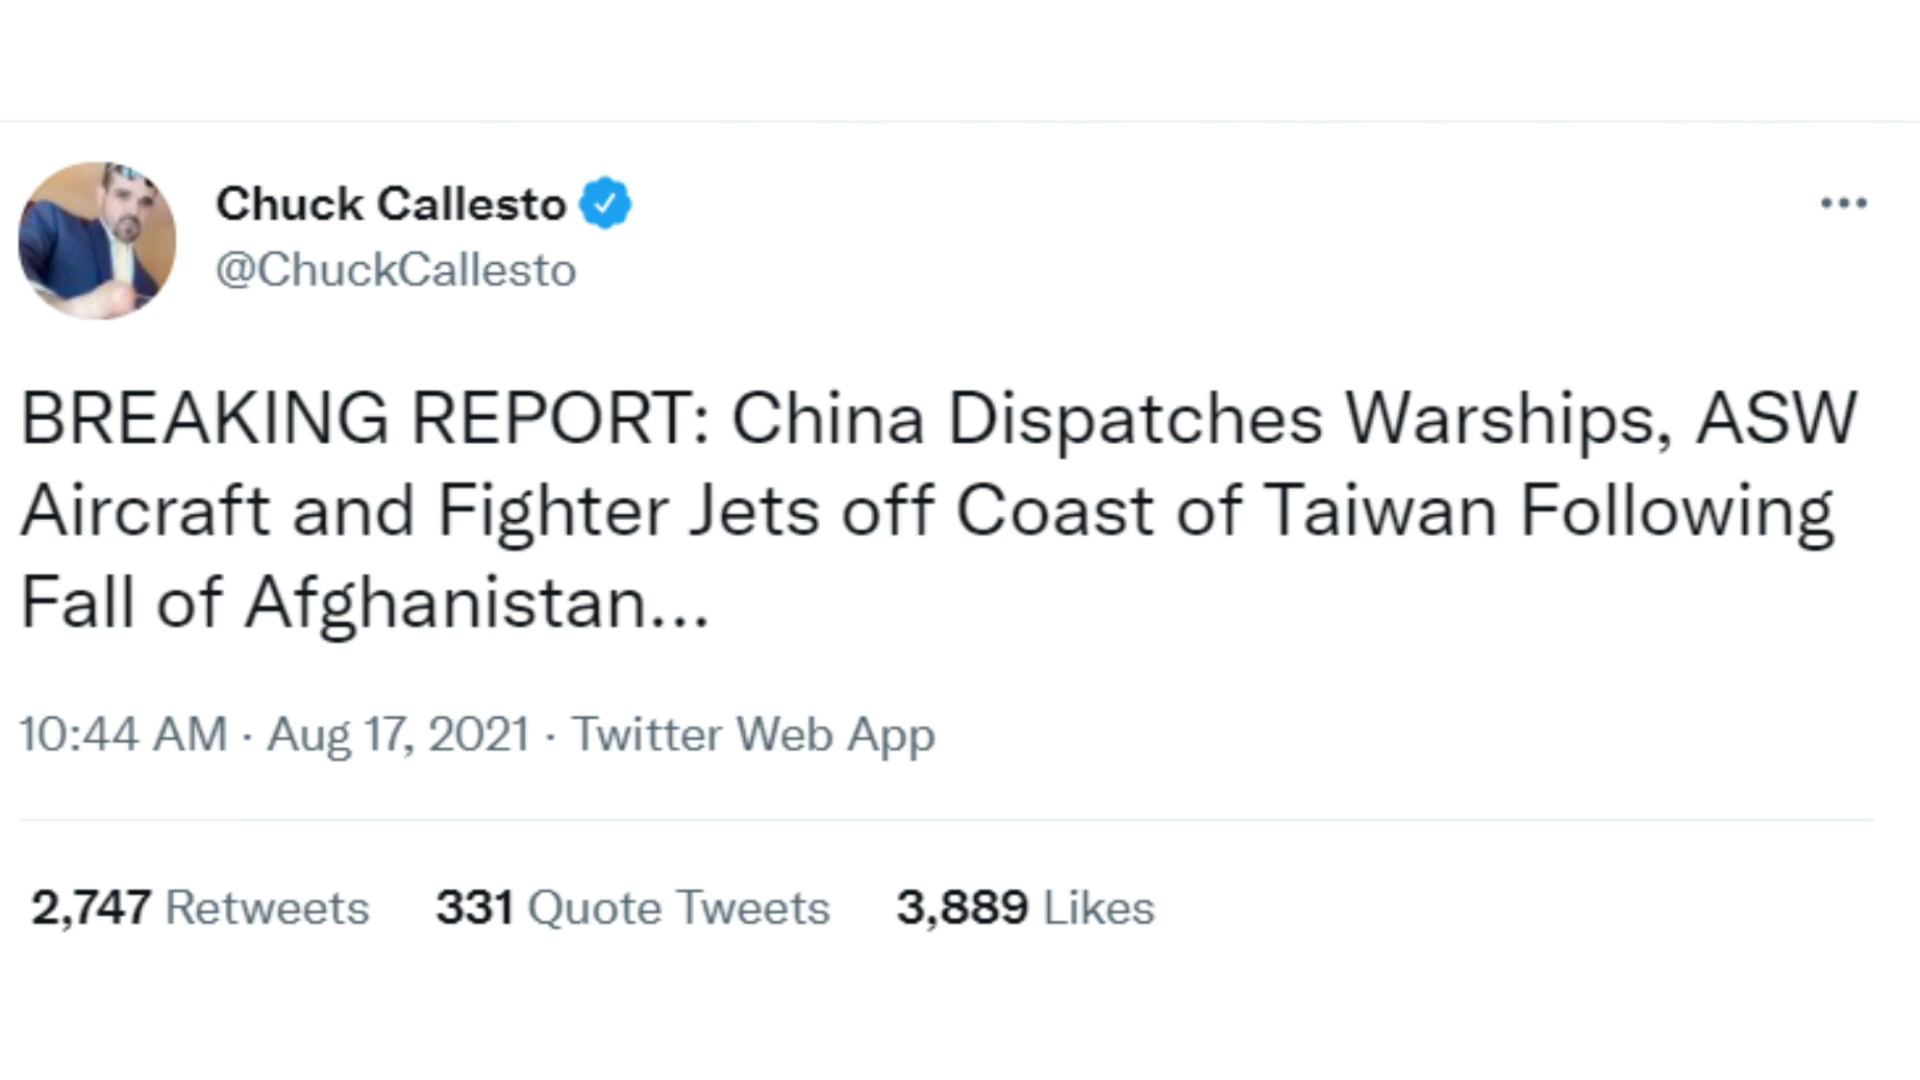 Chuck Callesto
@ChuckCallesto
BREAKING REPORT: China Dispatches Warships, ASW
Aircraft and Fighter Jets off Coast of Taiwan Following
Fall of Afghanistan...
10:44 AM · Aug 17, 2021 · Twitter Web App
2,747 Retweets 331 Quote Tweets 3,889 Likes